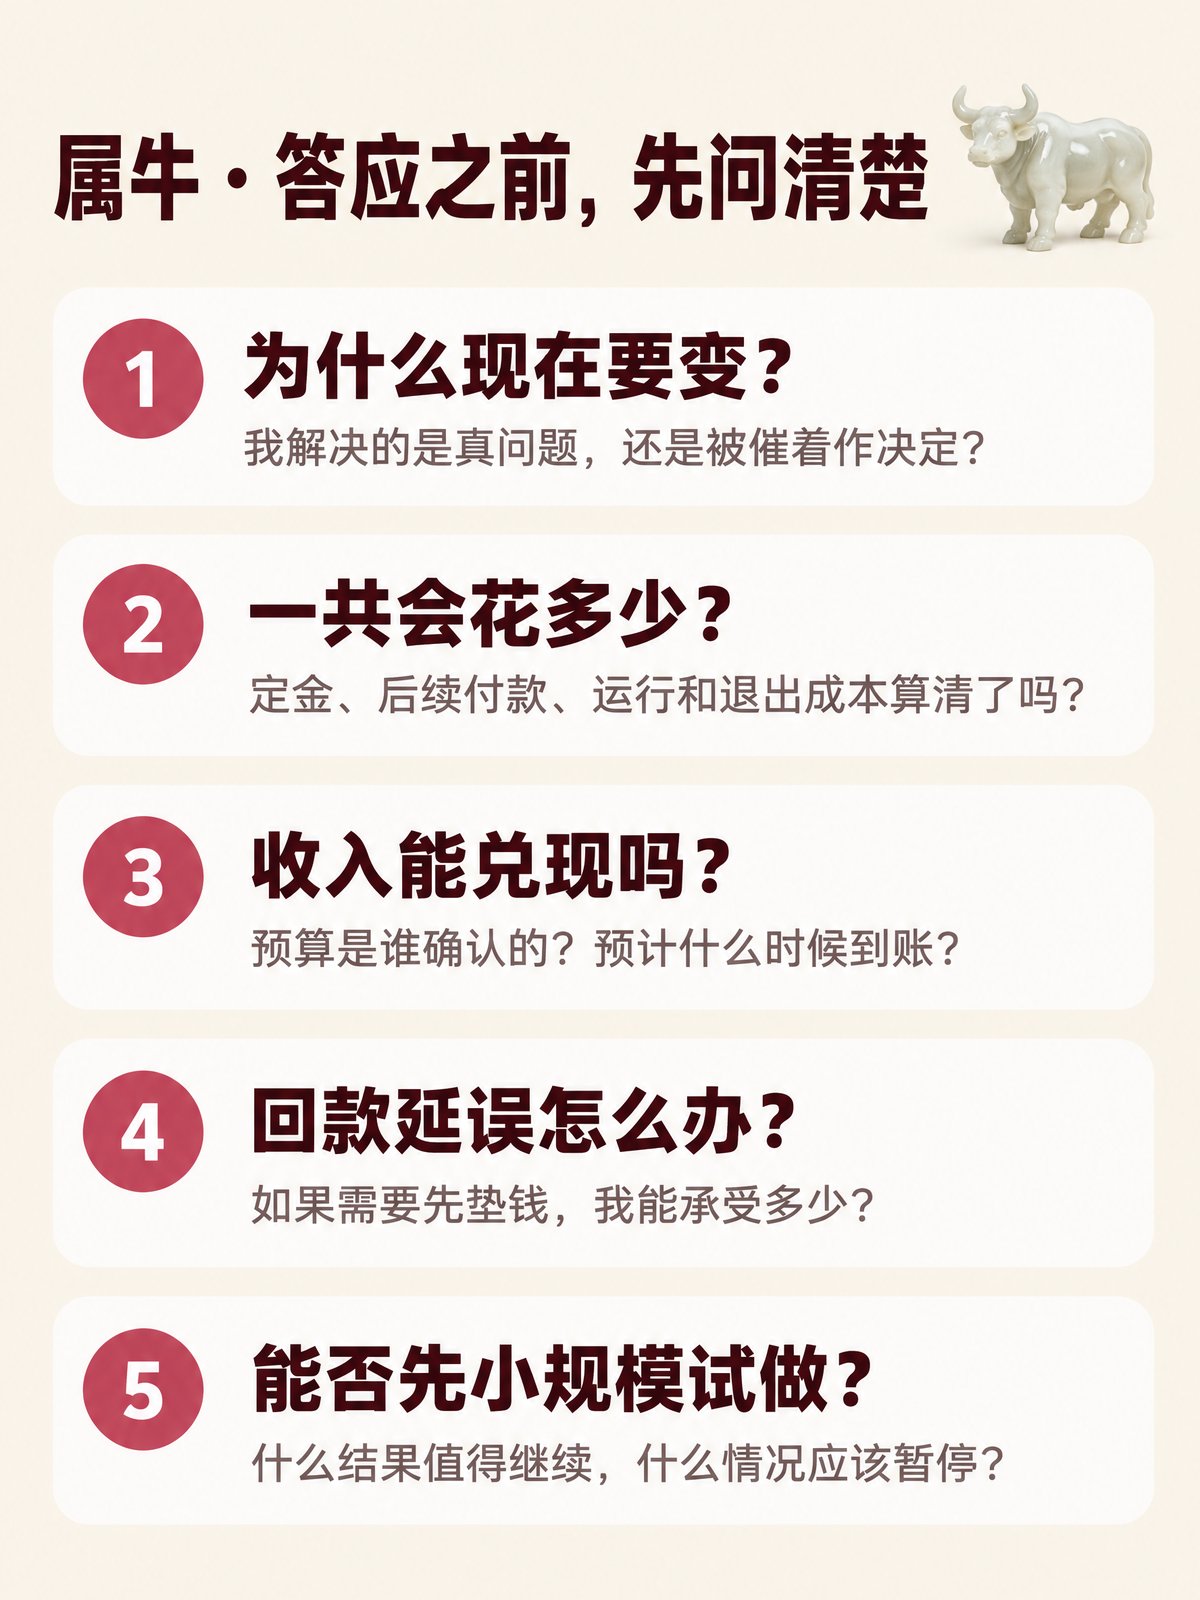 属牛·答应之前，先问清楚
1
为什么现在要变？
我解决的是真问题，还是被催着作决定？
2
一共会花多少？
定金、后续付款、运行和退出成本算清了吗？
3
收入能兑现吗？
预算是谁确认的？预计什么时候到账？
4
回款延误怎么办？
如果需要先垫钱，我能承受多少？
5
能否先小规模试做？
什么结果值得继续，什么情况应该暂停？